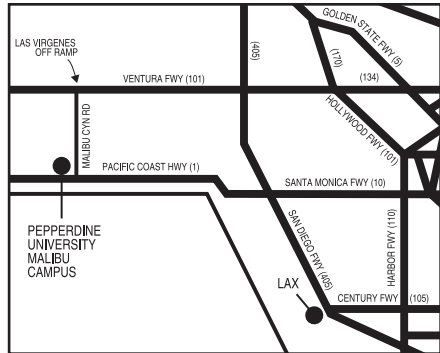 GOLDEN STATE FWY (5)
LAS VIRGENES
OFF RAMP
(405)
(170)
(134)
VENTURA FWY (101)
HOLLYWOOD FWY
(101)
MALIBU CYN RD
PACIFIC COAST HWY (1)
SANTA MONICA FWY (10)
PEPPERDINE
UNIVERSITY
MALIBU
CAMPUS
SAN DIEGO FWY (405)
HARBOR FWY (110)
LAX
CENTURY FWY (105)